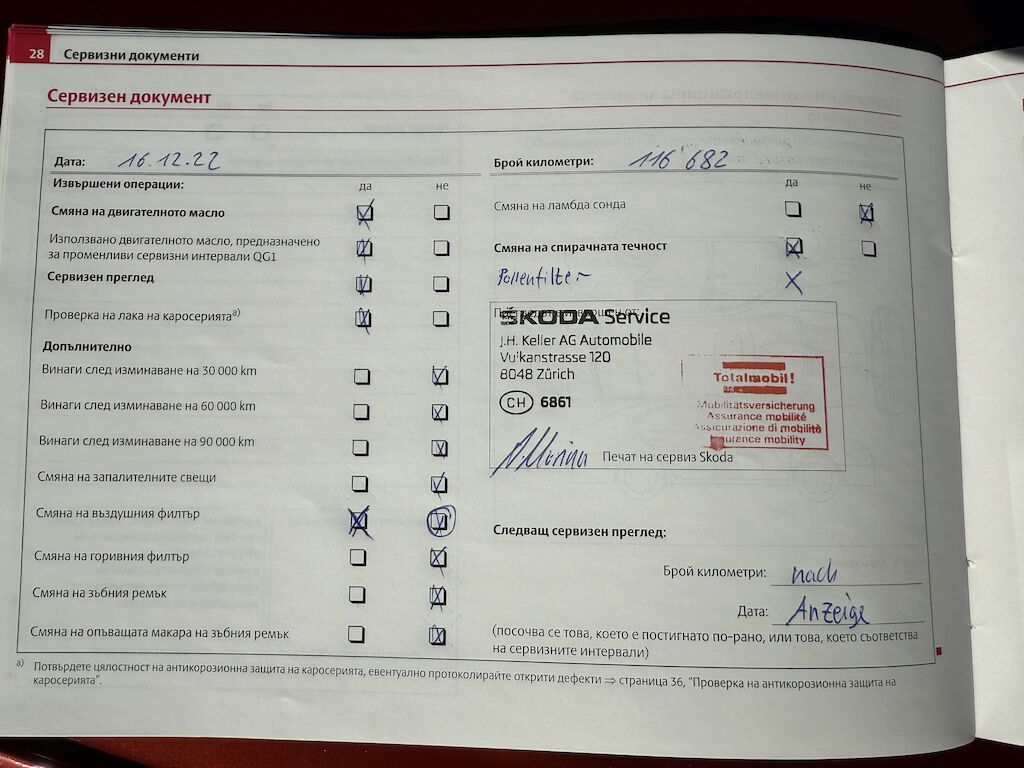 28 Сервизни документи
Сервизен документ
Дата: 16.12.22
Извършени операции: да не
Смяна на двигателното масло
Използвано двигателното масло, предназначено
за променливи сервизни интервали QG1
Сервизен преглед
Проверка на лака на каросерията a)
Допълнително
Винаги след изминаване на 30 000 km
Винаги след изминаване на 60 000 km
Винаги след изминаване на 90 000 km
Смяна на запалителните свещи
Смяна на въздушния филтър
Смяна на горивния филтър
Смяна на зъбния ремък
Смяна на опъващата макара на зъбния ремък
Брой километри: 116'682
да не
Смяна на ламбда сонда
Смяна на спирачната течност
Pollenfilter
ŠKODA Service
J.H. Keller AG Automobile
Vulkanstrasse 120
8048 Zürich
CH 6861
Totalmobil!
Mobilitätsversicherung
Assurance mobilité
Assicurazione di mobilità
Insurance mobility
Печат на сервиз Skoda
Следващ сервизен преглед:
Брой километри: nach
Дата: Anzeige
(посочва се това, което е постигнато по-рано, или това, което съответства
на сервизните интервали)
a) Потвърдете цялостност на антикорозионна защита на каросерията, евентуално протоколирайте открити дефекти ⇒ страница 36, "Проверка на антикорозионна защита на
каросерията".